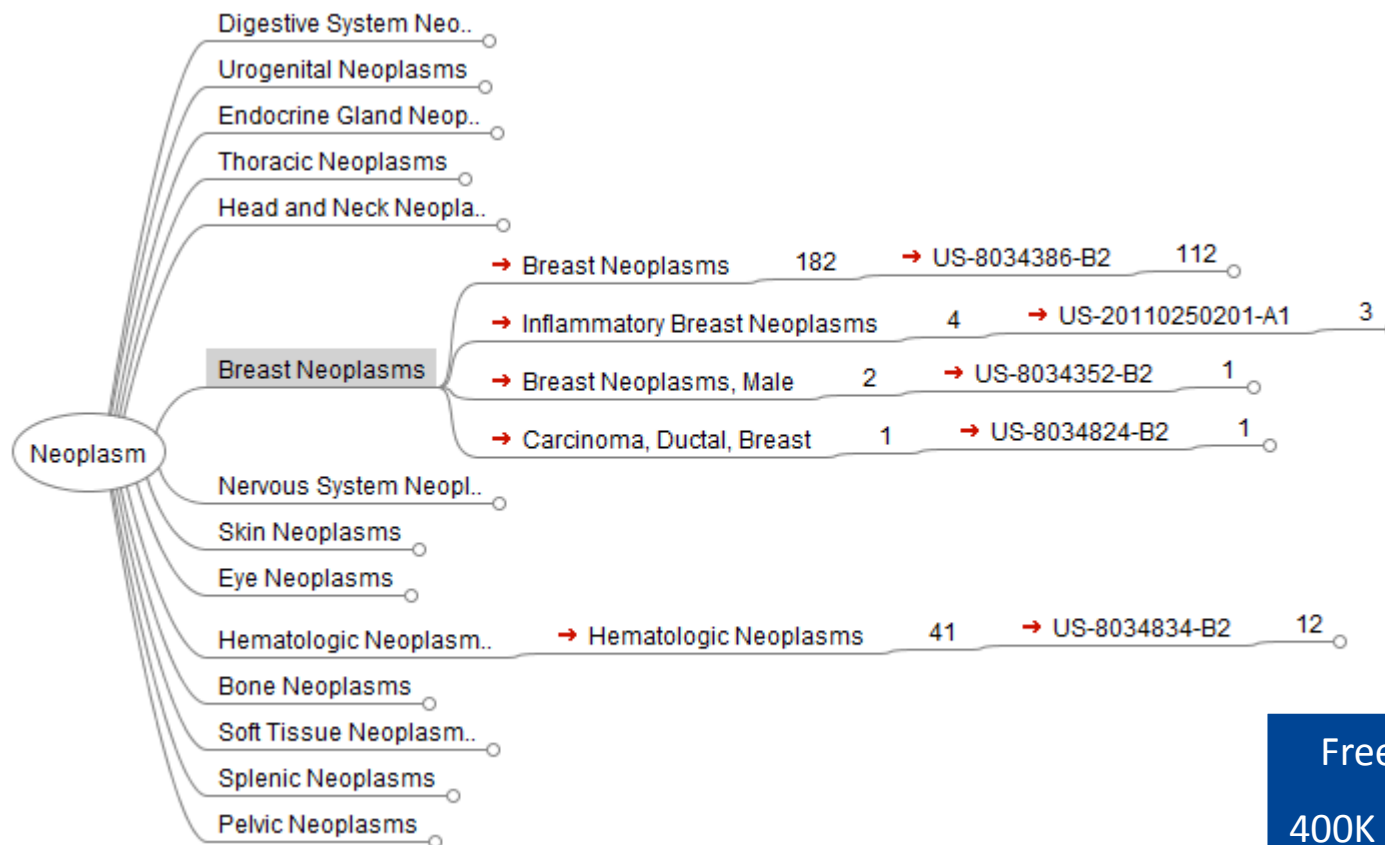 Digestive System Neo..
Urogenital Neoplasms
Endocrine Gland Neop..
Thoracic Neoplasms
Head and Neck Neopla..
Breast Neoplasms 182 US-8034386-B2 112
Inflammatory Breast Neoplasms 4 US-20110250201-A1 3
Breast Neoplasms
Breast Neoplasms, Male 2 US-8034352-B2 1
Carcinoma, Ductal, Breast 1 US-8034824-B2 1
Neoplasm
Nervous System Neopl..
Skin Neoplasms
Eye Neoplasms
Hematologic Neoplasm.. Hematologic Neoplasms 41 US-8034834-B2 12
Bone Neoplasms
Soft Tissue Neoplasm..
Splenic Neoplasms
Pelvic Neoplasms
Free
400K